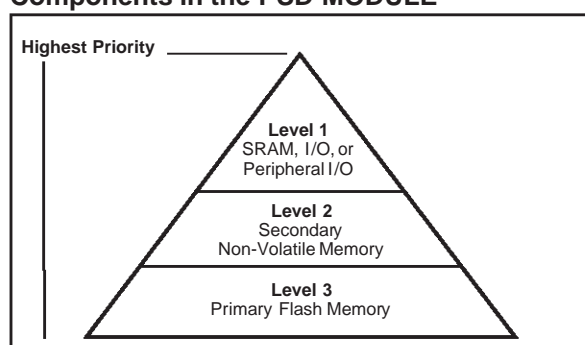 Components in the PSD MODULE
Highest Priority
Level 1
SRAM, I/O, or
Peripheral I/O
Level 2
Secondary
Non-Volatile Memory
Level 3
Primary Flash Memory